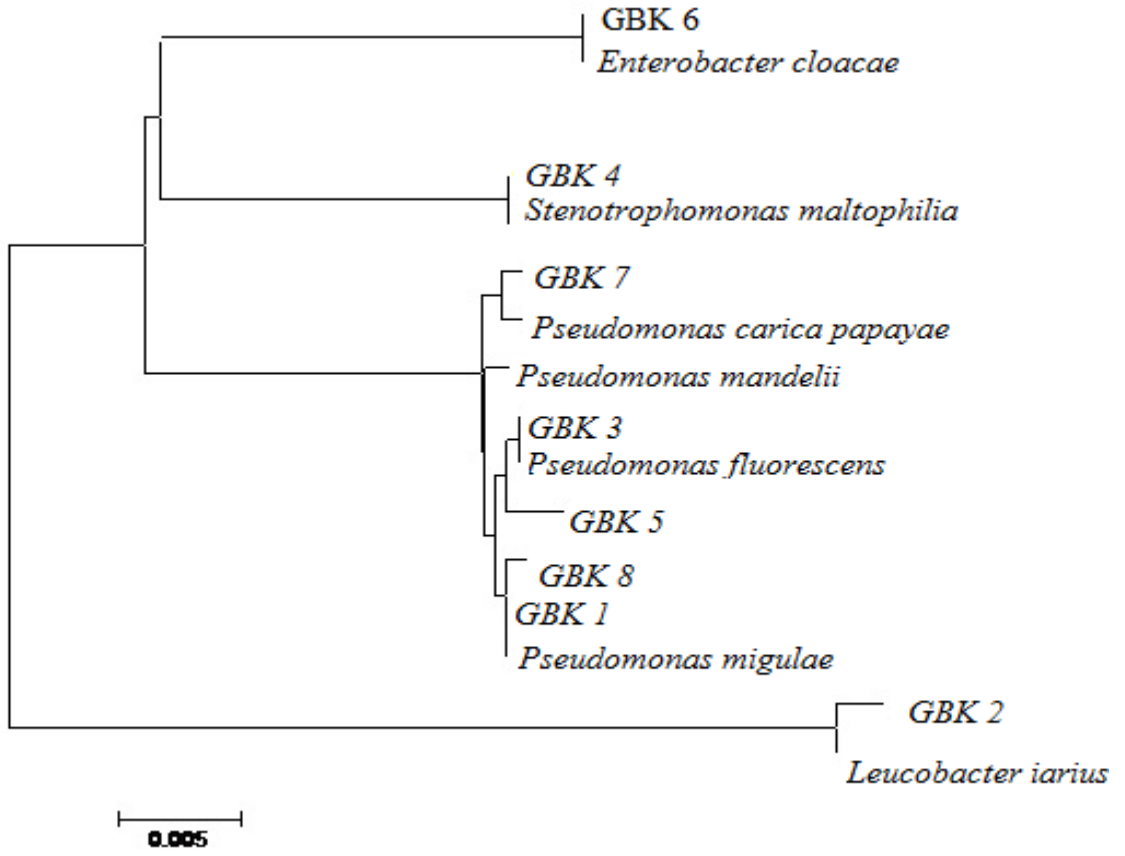 GBK 6
Enterobacter cloacae
GBK 4
Stenotrophomonas maltophilia
GBK 7
Pseudomonas carica papayae
Pseudomonas mandelii
GBK 3
Pseudomonas fluorescens
GBK 5
GBK 8
GBK 1
Pseudomonas migulae
GBK 2
Leucobacter iarius
0.005